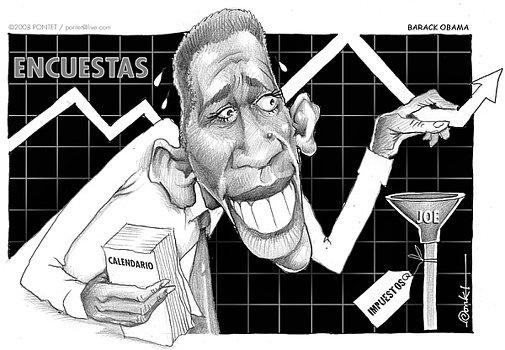 ©2008 PONTET / pontet@live.com
BARACK OBAMA
ENCUESTAS
JOE
CALENDARIO
IMPUESTOS